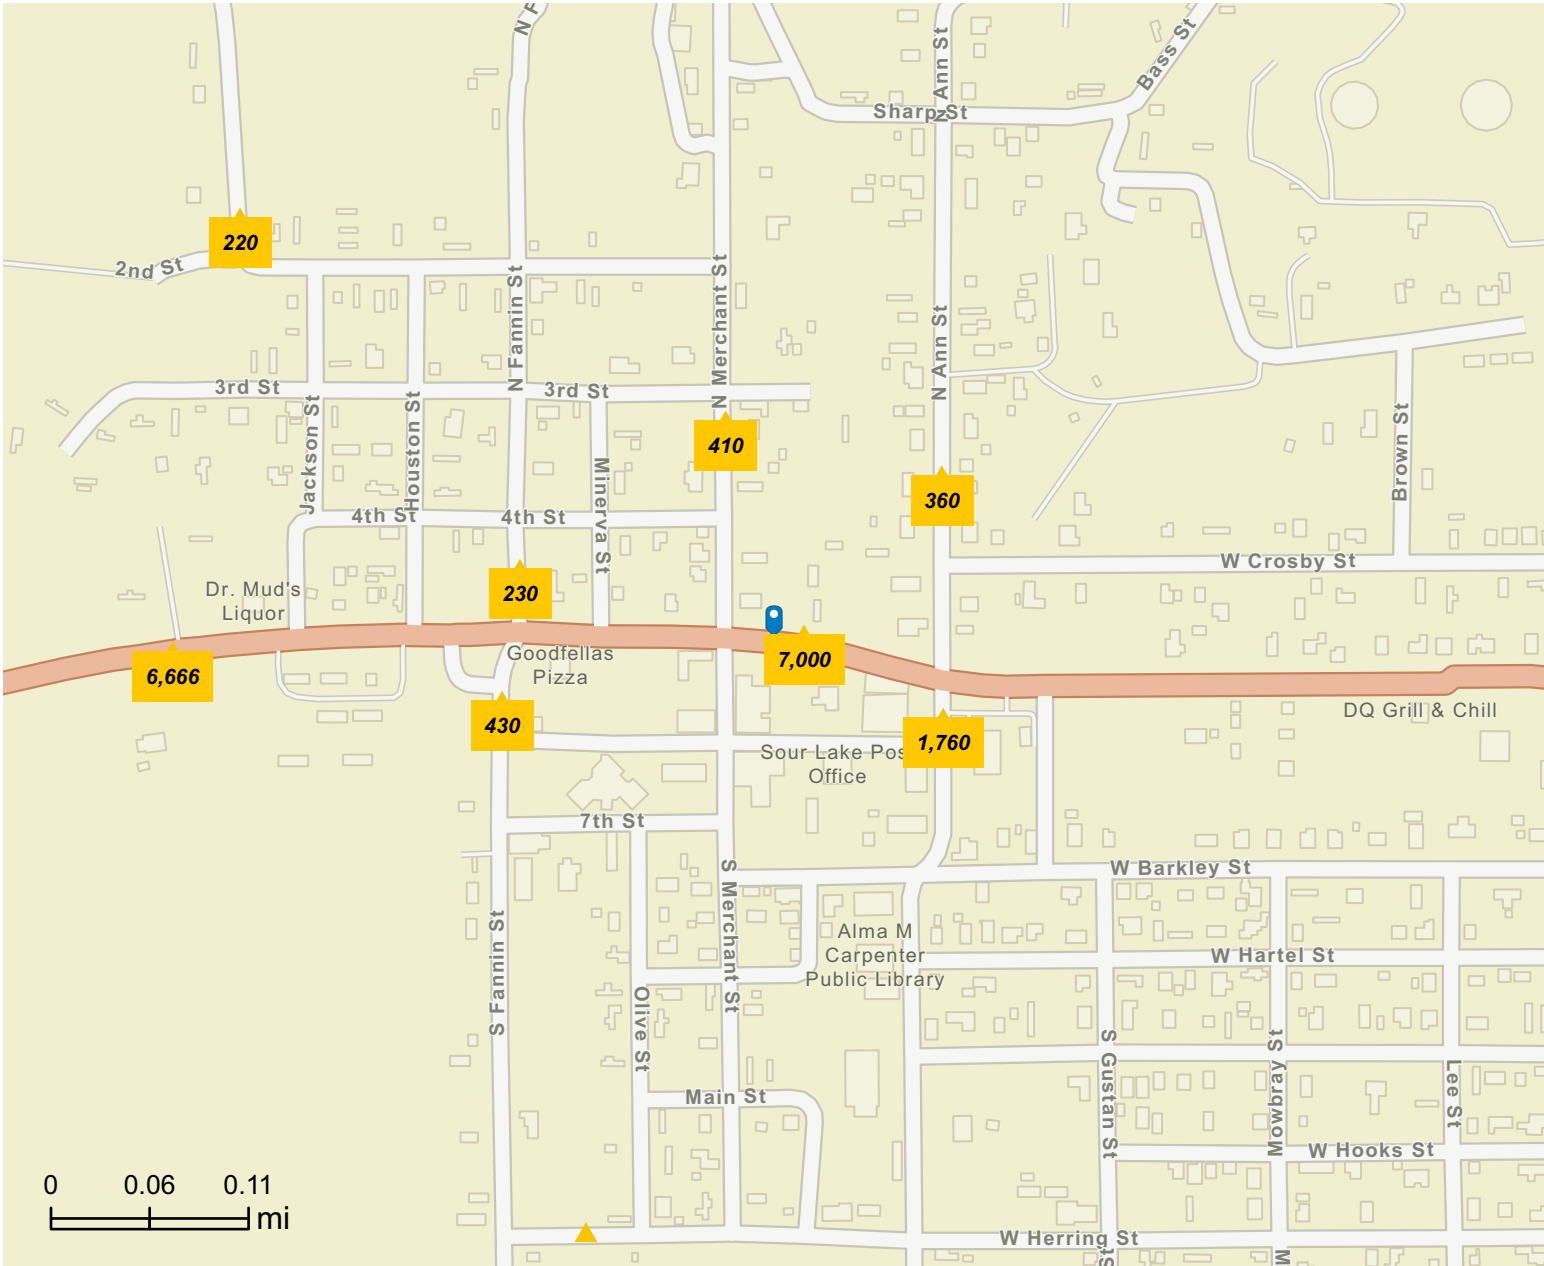 N F
N Ann St
Bass St
Sharp St
220
2nd St
N Fannin St
N Merchant St
N Ann St
3rd St
3rd St
Jackson St
Houston St
410
Minerva St
360
Brown St
4th St
4th St
W Crosby St
Dr. Mud's
Liquor
230
6,666
Goodfellas
Pizza
7,000
430
1,760
DQ Grill & Chill
Sour Lake Pos
Office
7th St
S Merchant St
W Barkley St
S Fannin St
Alma M
Carpenter
Public Library
W Hartel St
Olive St
S Gustan St
Mowbray St
Lee St
Main St
W Hooks St
0 0.06 0.11
mi
W Herring St
St
M